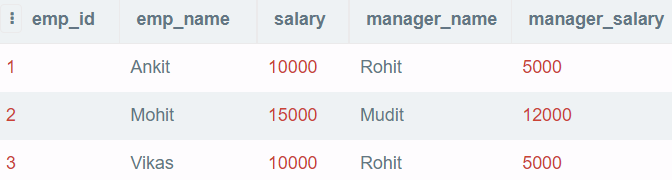 emp_id emp_name salary manager_name manager_salary
1 Ankit 10000 Rohit 5000
2 Mohit 15000 Mudit 12000
3 Vikas 10000 Rohit 5000